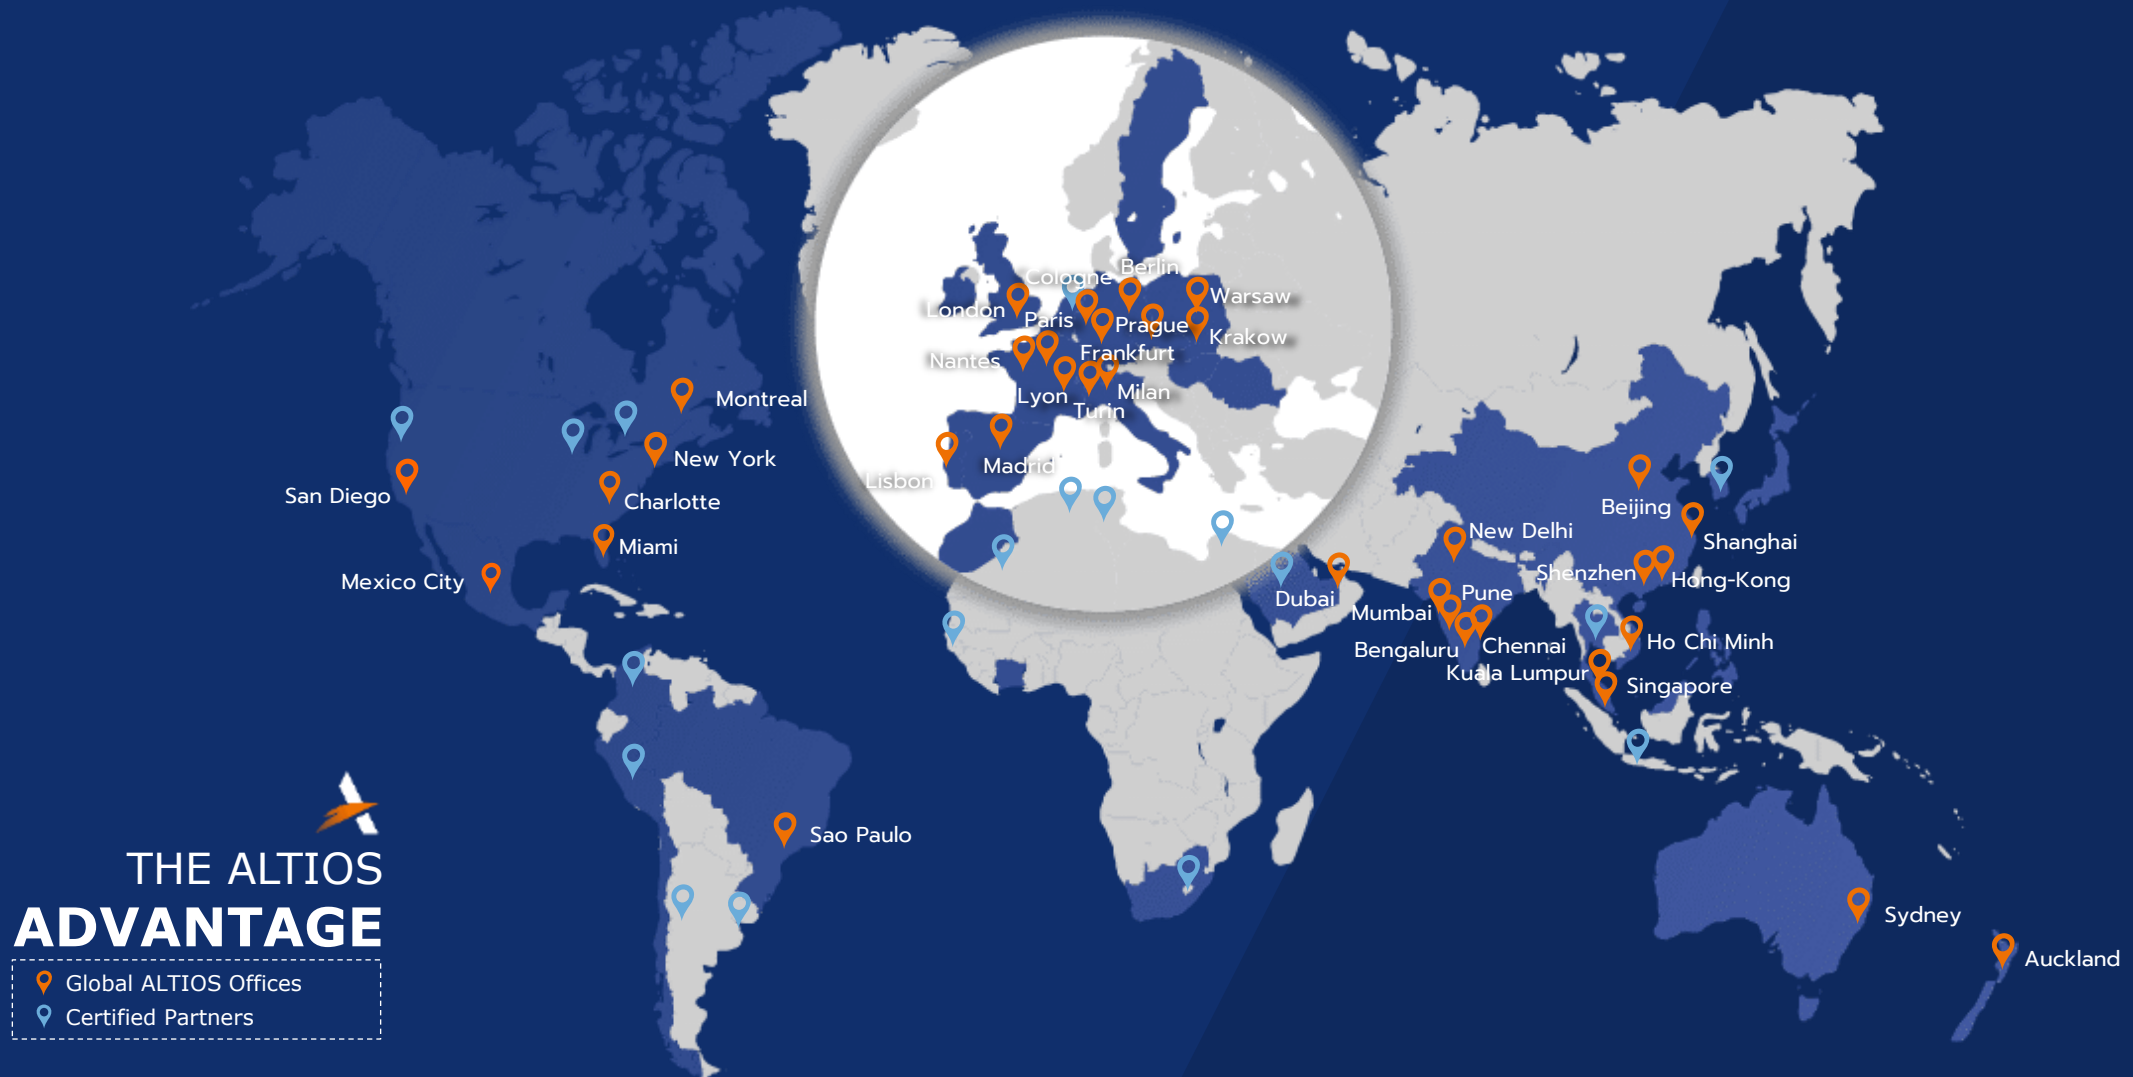 Berlin
Cologne
Warsaw
London
Paris
Prague
Krakow
Frankfurt
Nantes
Milan
Lyon
Turin
Madrid
Lisbon
Montreal
New York
San Diego
Charlotte
Miami
Mexico City
Beijing
New Delhi
Shanghai
Shenzhen
Hong-Kong
Dubai
Pune
Mumbai
Chennai
Bengaluru
Ho Chi Minh
Kuala Lumpur
Singapore
Sao Paulo
Sydney
Auckland
THE ALTIOS
ADVANTAGE
Global ALTIOS Offices
Certified Partners